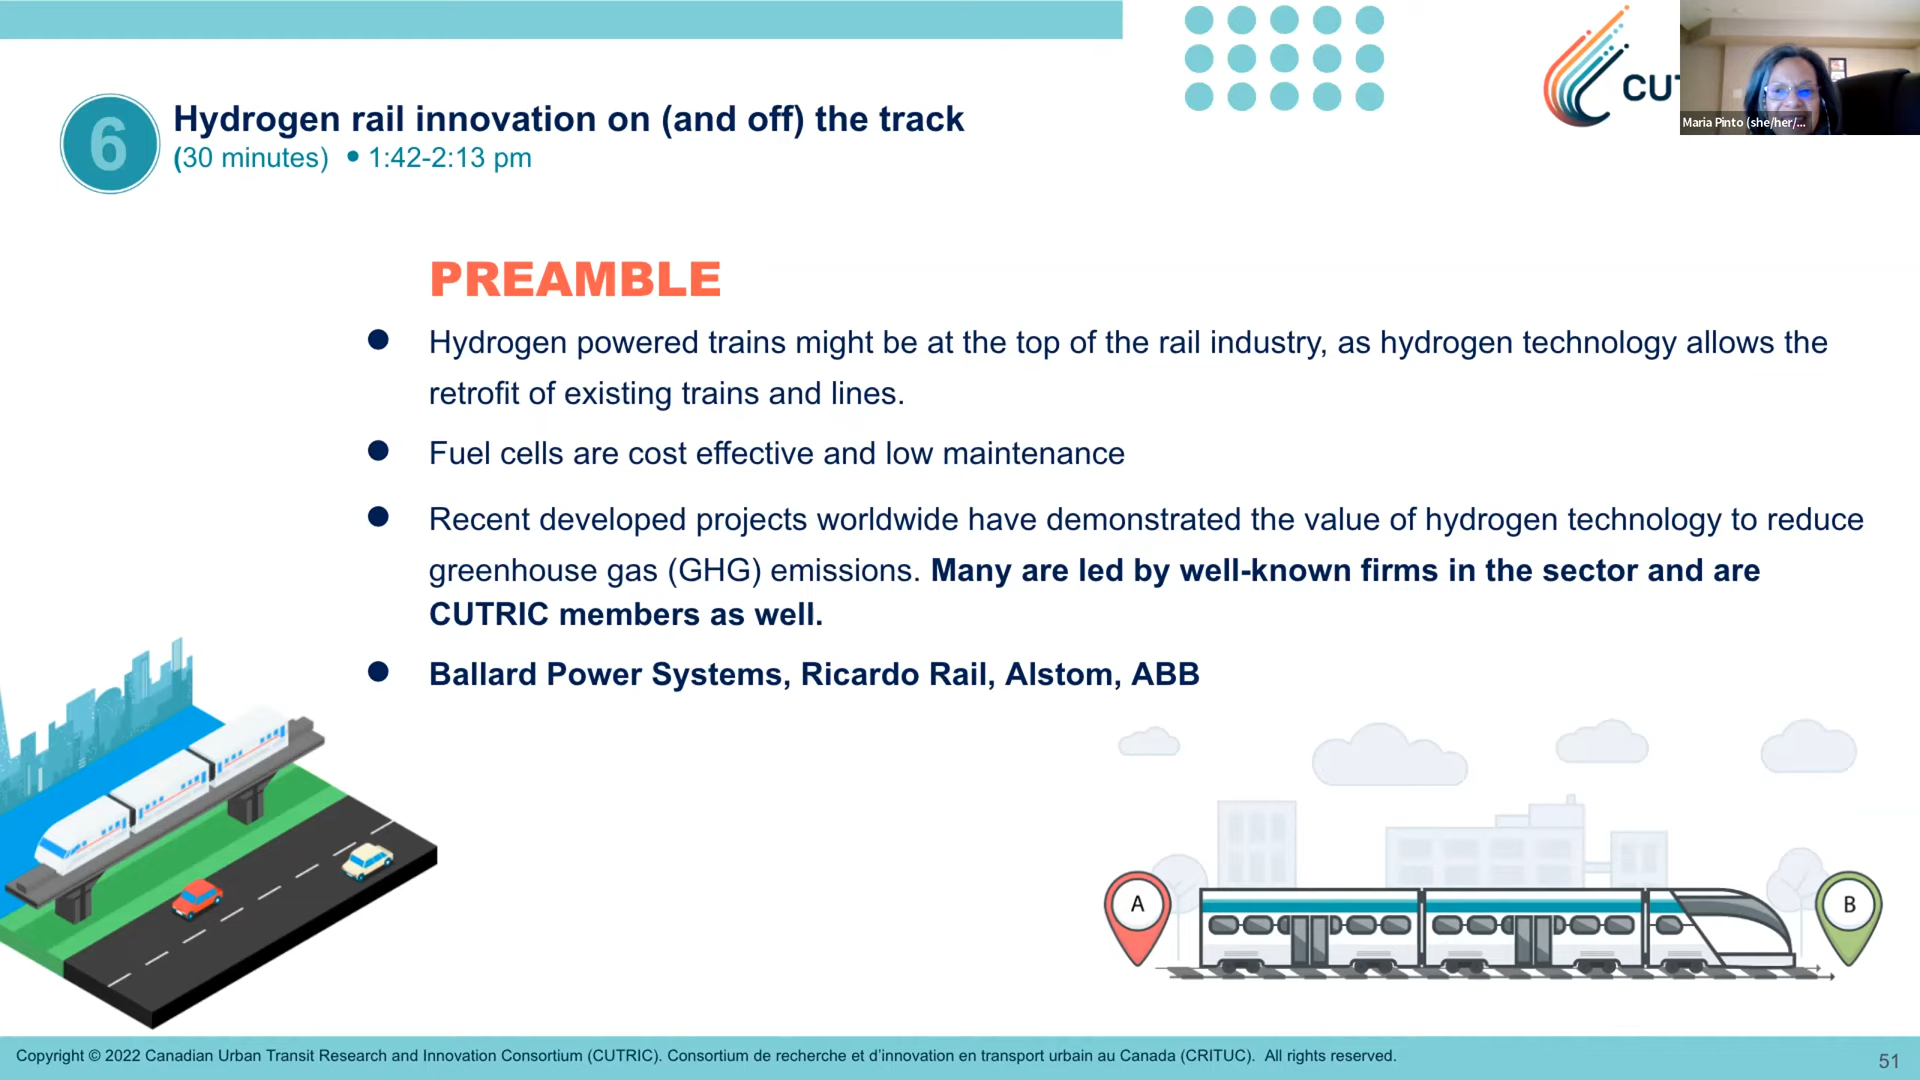 6
Hydrogen rail innovation on (and off) the track
(30 minutes) • 1:42-2:13 pm
CUT
Maria Pinto (she/her/...
PREAMBLE
● Hydrogen powered trains might be at the top of the rail industry, as hydrogen technology allows the
retrofit of existing trains and lines.
● Fuel cells are cost effective and low maintenance
● Recent developed projects worldwide have demonstrated the value of hydrogen technology to reduce
greenhouse gas (GHG) emissions. Many are led by well-known firms in the sector and are
CUTRIC members as well.
● Ballard Power Systems, Ricardo Rail, Alstom, ABB
A
B
Copyright © 2022 Canadian Urban Transit Research and Innovation Consortium (CUTRIC). Consortium de recherche et d’innovation en transport urbain au Canada (CRITUC). All rights reserved.
51